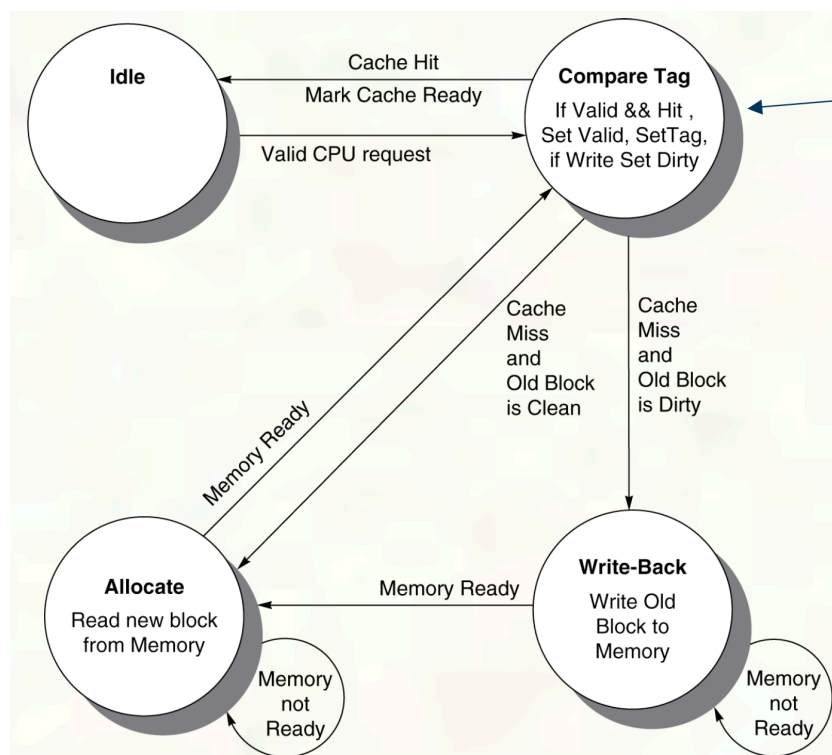 Idle
Cache Hit
Mark Cache Ready
Valid CPU request
Compare Tag
If Valid && Hit ,
Set Valid, SetTag,
if Write Set Dirty
Cache
Miss
and
Old Block
is Clean
Cache
Miss
and
Old Block
is Dirty
Memory Ready
Allocate
Read new block
from Memory
Memory
not
Ready
Memory Ready
Write-Back
Write Old
Block to
Memory
Memory
not
Ready